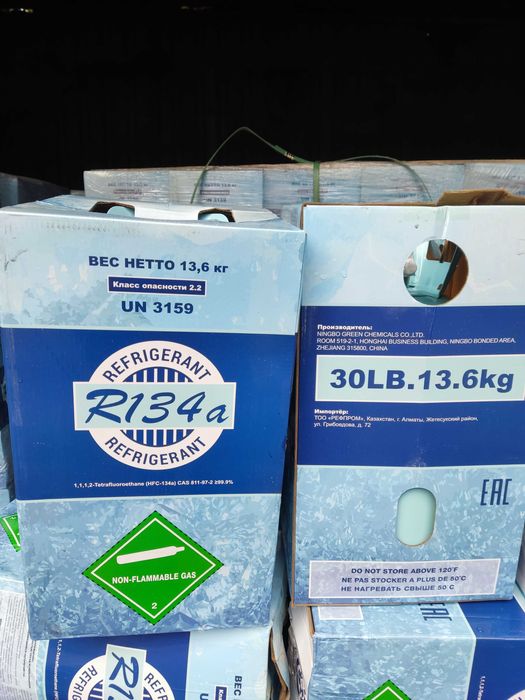 UN 3159
ВЕС НЕТТО 13,6 кг
Класс опасности 2.2
UN 3159
REFRIGERANT
R134a
REFRIGERANT
1,1,1,2-Tetrafluoroethane (HFC-134a) CAS 811-97-2 ≥99.9%
NON-FLAMMABLE GAS
2
Производитель:
NINGBO GREEN CHEMICALS CO.,LTD.
ROOM 519-2-1, HONGHAI BUSINESS BUILDING, NINGBO BONDED AREA,
ZHEJIANG 315800, CHINA
30LB.13.6kg
Импортёр:
ТОО «РЕФПРОМ», Казахстан, г. Алматы, Жетесукский район,
ул. Грибоедова, д. 72
EAC
DO NOT STORE ABOVE 120°F
NE PAS STOCKER A PLUS DE 50°C
НЕ НАГРЕВАТЬ СВЫШЕ 50 С
R134a